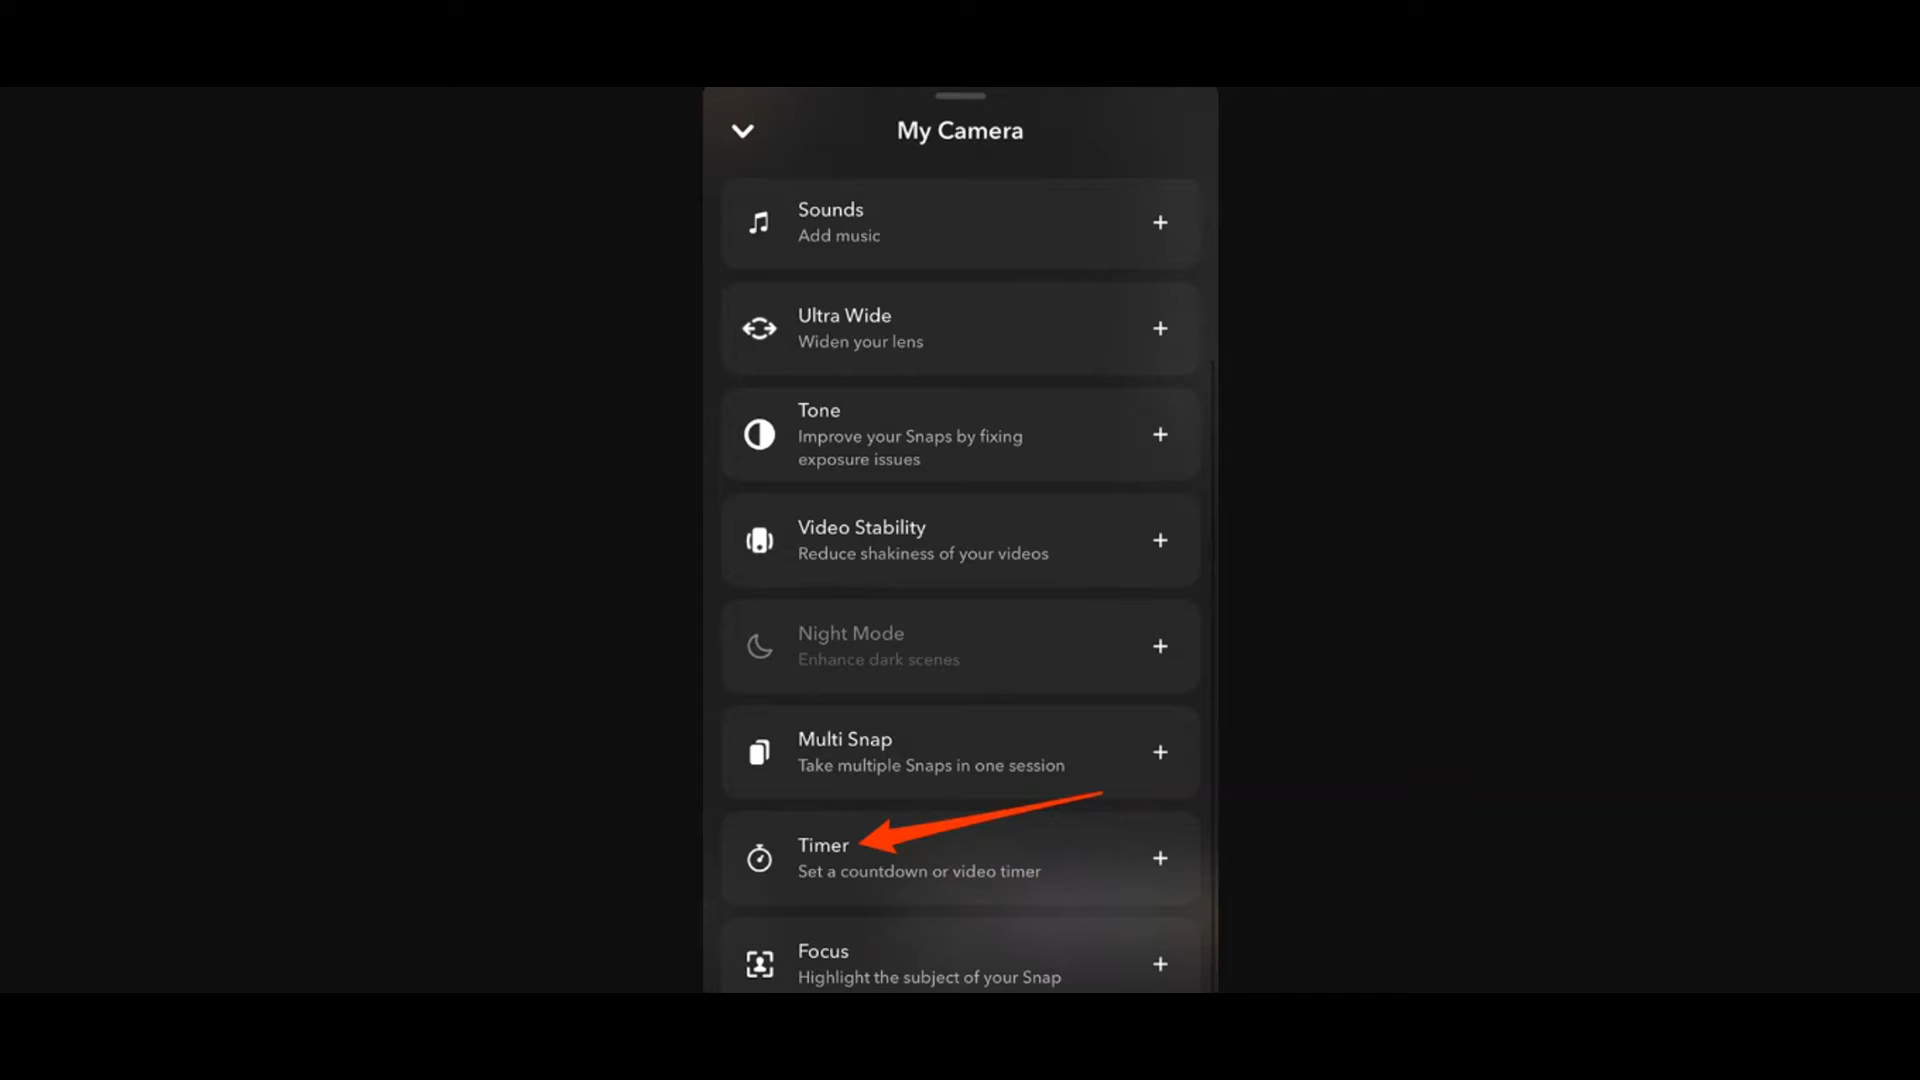 My Camera
Sounds
Add music
Ultra Wide
Widen your lens
Tone
Improve your Snaps by fixing
exposure issues
Video Stability
Reduce shakiness of your videos
Night Mode
Enhance dark scenes
Multi Snap
Take multiple Snaps in one session
Timer
Set a countdown or video timer
Focus
Highlight the subject of your Snap